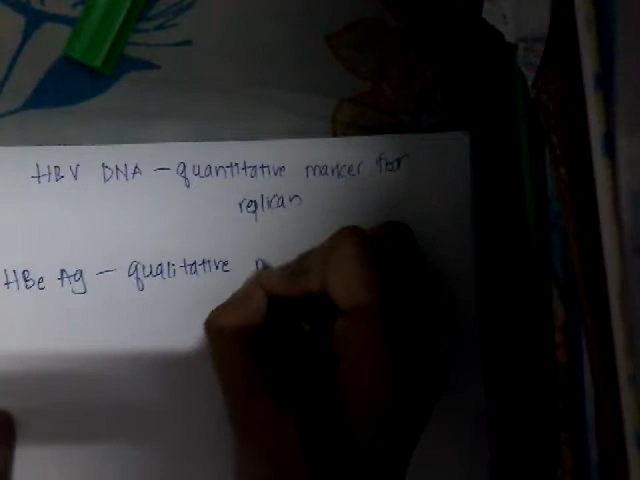 HBV DNA – quantitative marker for
replican
HBe Ag – qualitative